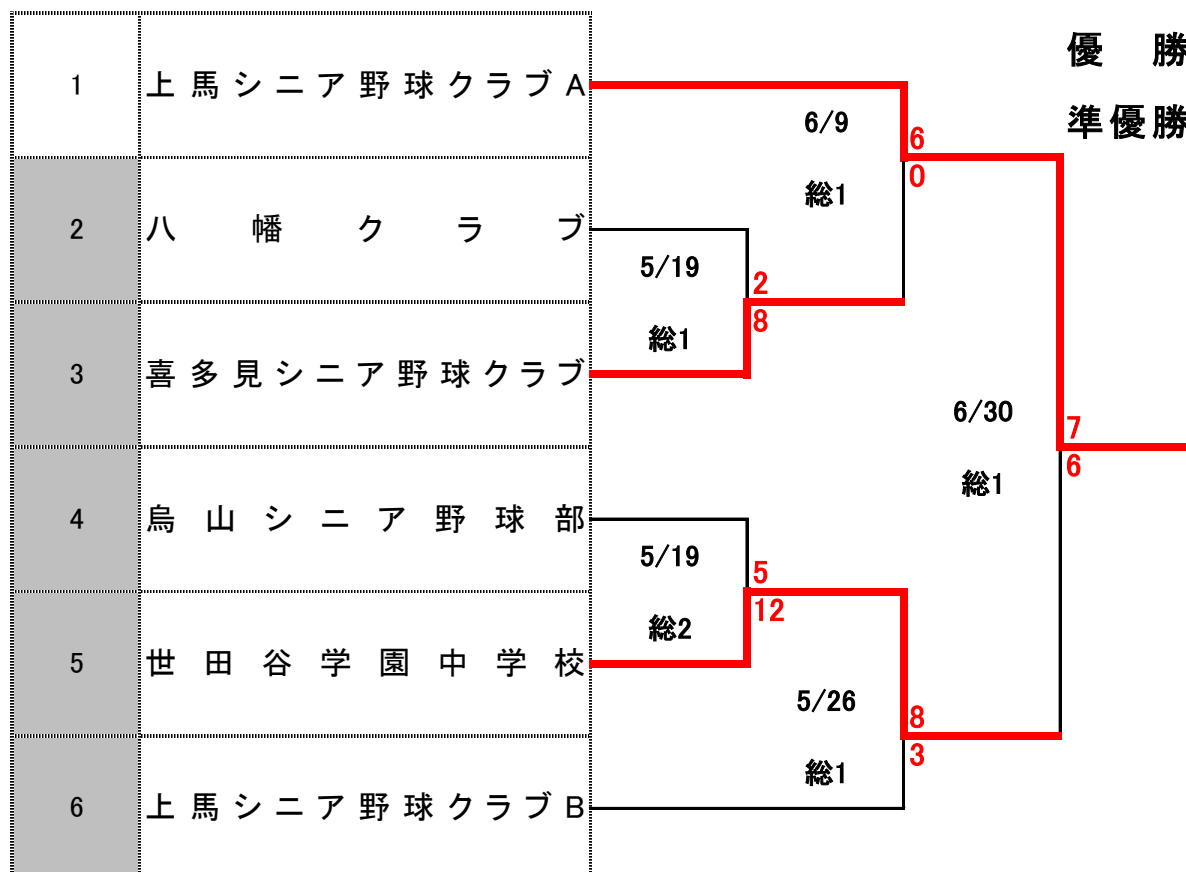 優勝
準優勝
1 上馬シニア野球クラブA
6/9
総1
6
0
2 八幡クラブ
5/19
総1
2
8
3 喜多見シニア野球クラブ
6/30
総1
7
6
4 烏山シニア野球部
5/19
総2
5
12
5 世田谷学園中学校
5/26
総1
8
3
6 上馬シニア野球クラブB